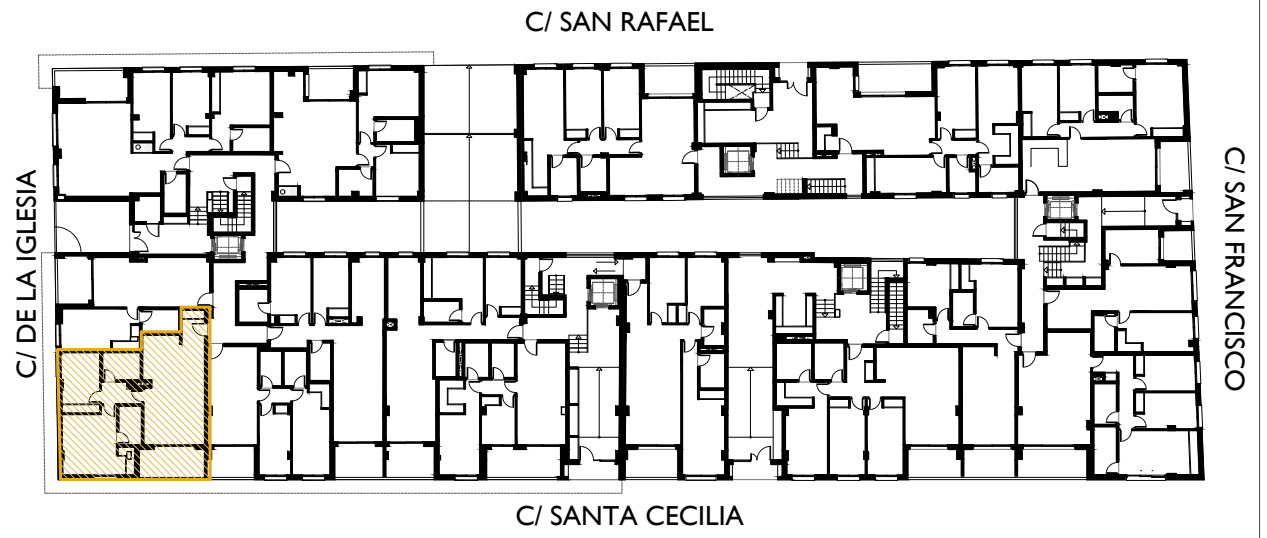 C/ SAN RAFAEL
C/ DE LA IGLESIA
C/ SAN FRANCISCO
C/ SANTA CECILIA